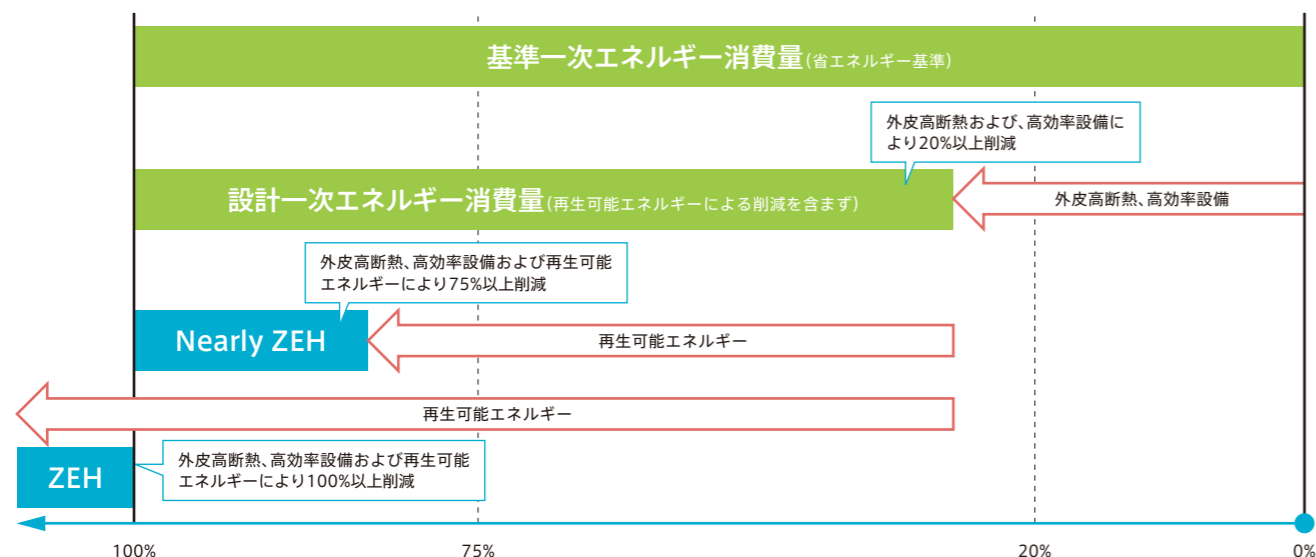 基準一次エネルギー消費量(省エネルギー基準)
外皮高断熱および、高効率設備に
より20%以上削減
設計一次エネルギー消費量(再生可能エネルギーによる削減を含まず)
外皮高断熱、高効率設備
外皮高断熱、高効率設備および再生可能
エネルギーにより75%以上削減
Nearly ZEH
再生可能エネルギー
再生可能エネルギー
外皮高断熱、高効率設備および再生可能
エネルギーにより100%以上削減
ZEH
100%
75%
20%
0%